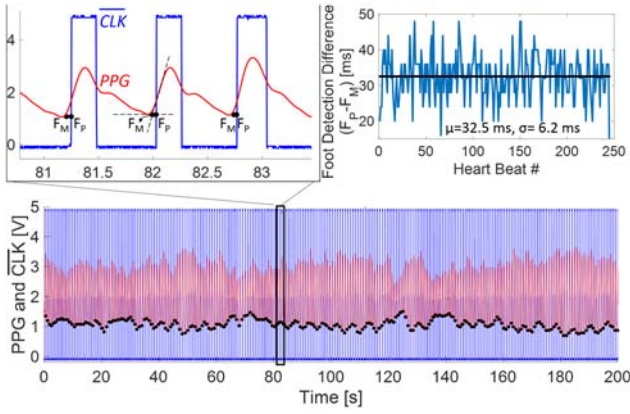 CLK
PPG
4
2
0
F_M F_P F_M F_P F_M F_P
81 81.5 82 82.5 83
Foot Detection Difference
(F_P-F_M) [ms]
50
40
30
20
10
μ=32.5 ms, σ= 6.2 ms
0 50 100 150 200 250
Heart Beat #
PPG and CLK [V]
5
4
3
2
1
0
0 20 40 60 80 100 120 140 160 180 200
Time [s]